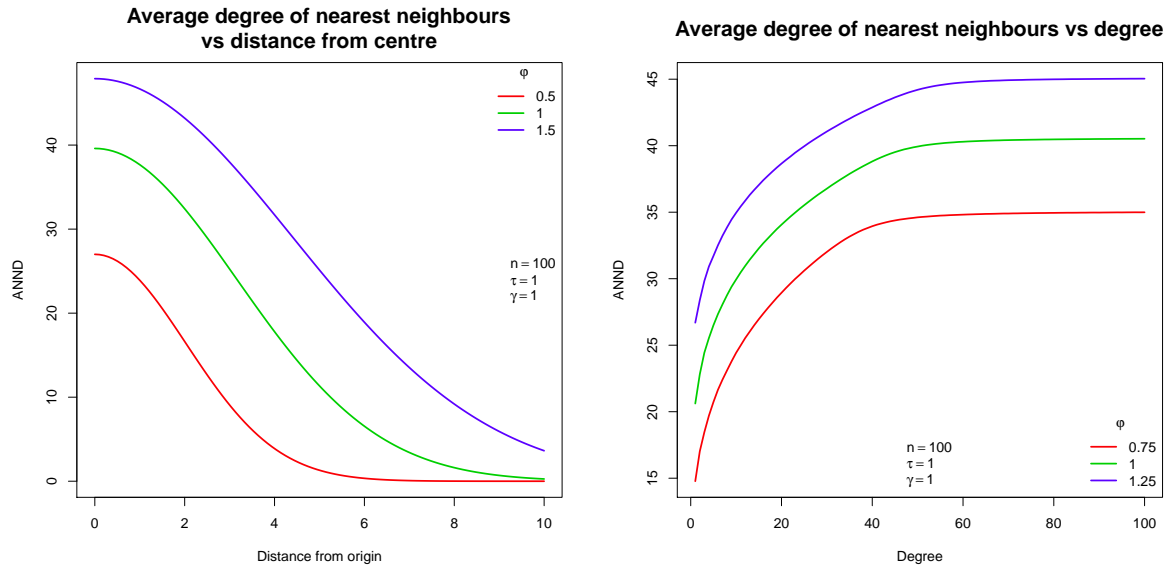 Average degree of nearest neighbours
vs distance from centre
φ
0.5
1
1.5
n = 100
τ = 1
γ = 1
ANND
0
10
20
30
40
0
2
4
6
8
10
Distance from origin
Average degree of nearest neighbours vs degree
ANND
45
40
35
30
25
20
15
n = 100
τ = 1
γ = 1
φ
0.75
1
1.25
0
20
40
60
80
100
Degree